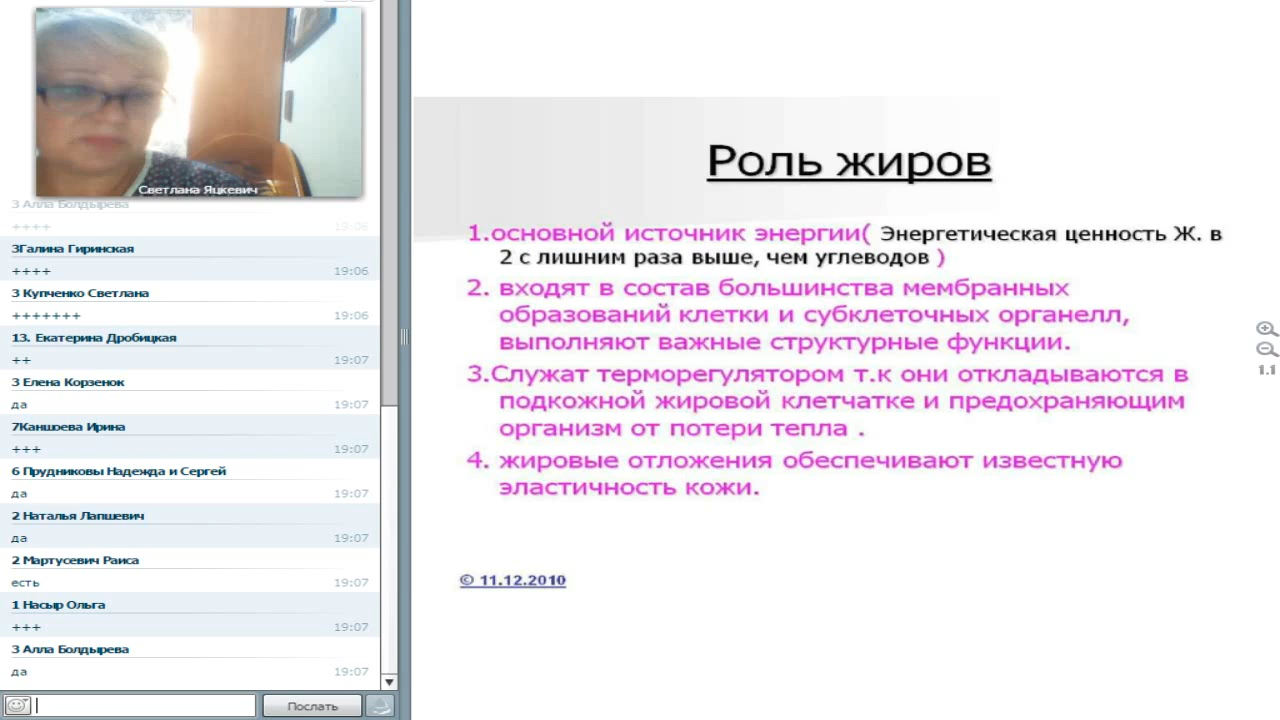 Светлана Яцкевич
3 Алла Болдырева
++++ 19:06
3Галина Гиринская
++++ 19:06
3 Купченко Светлана
+++++++ 19:06
13. Екатерина Дробицкая
++ 19:07
3 Елена Корзенок
да 19:07
7Каншоева Ирина
+++ 19:07
6 Прудниковы Надежда и Сергей
да 19:07
2 Наталья Лапшевич
да 19:07
2 Мартусевич Раиса
есть 19:07
1 Насыр Ольга
+++ 19:07
3 Алла Болдырева
да 19:07
Послать
Роль жиров
1.основной источник энергии( Энергетическая ценность Ж. в
2 с лишним раза выше, чем углеводов )
2. входят в состав большинства мембранных
образований клетки и субклеточных органелл,
выполняют важные структурные функции.
3.Служат терморегулятором т.к они откладываются в
подкожной жировой клетчатке и предохраняющим
организм от потери тепла .
4. жировые отложения обеспечивают известную
эластичность кожи.
© 11.12.2010
1.1